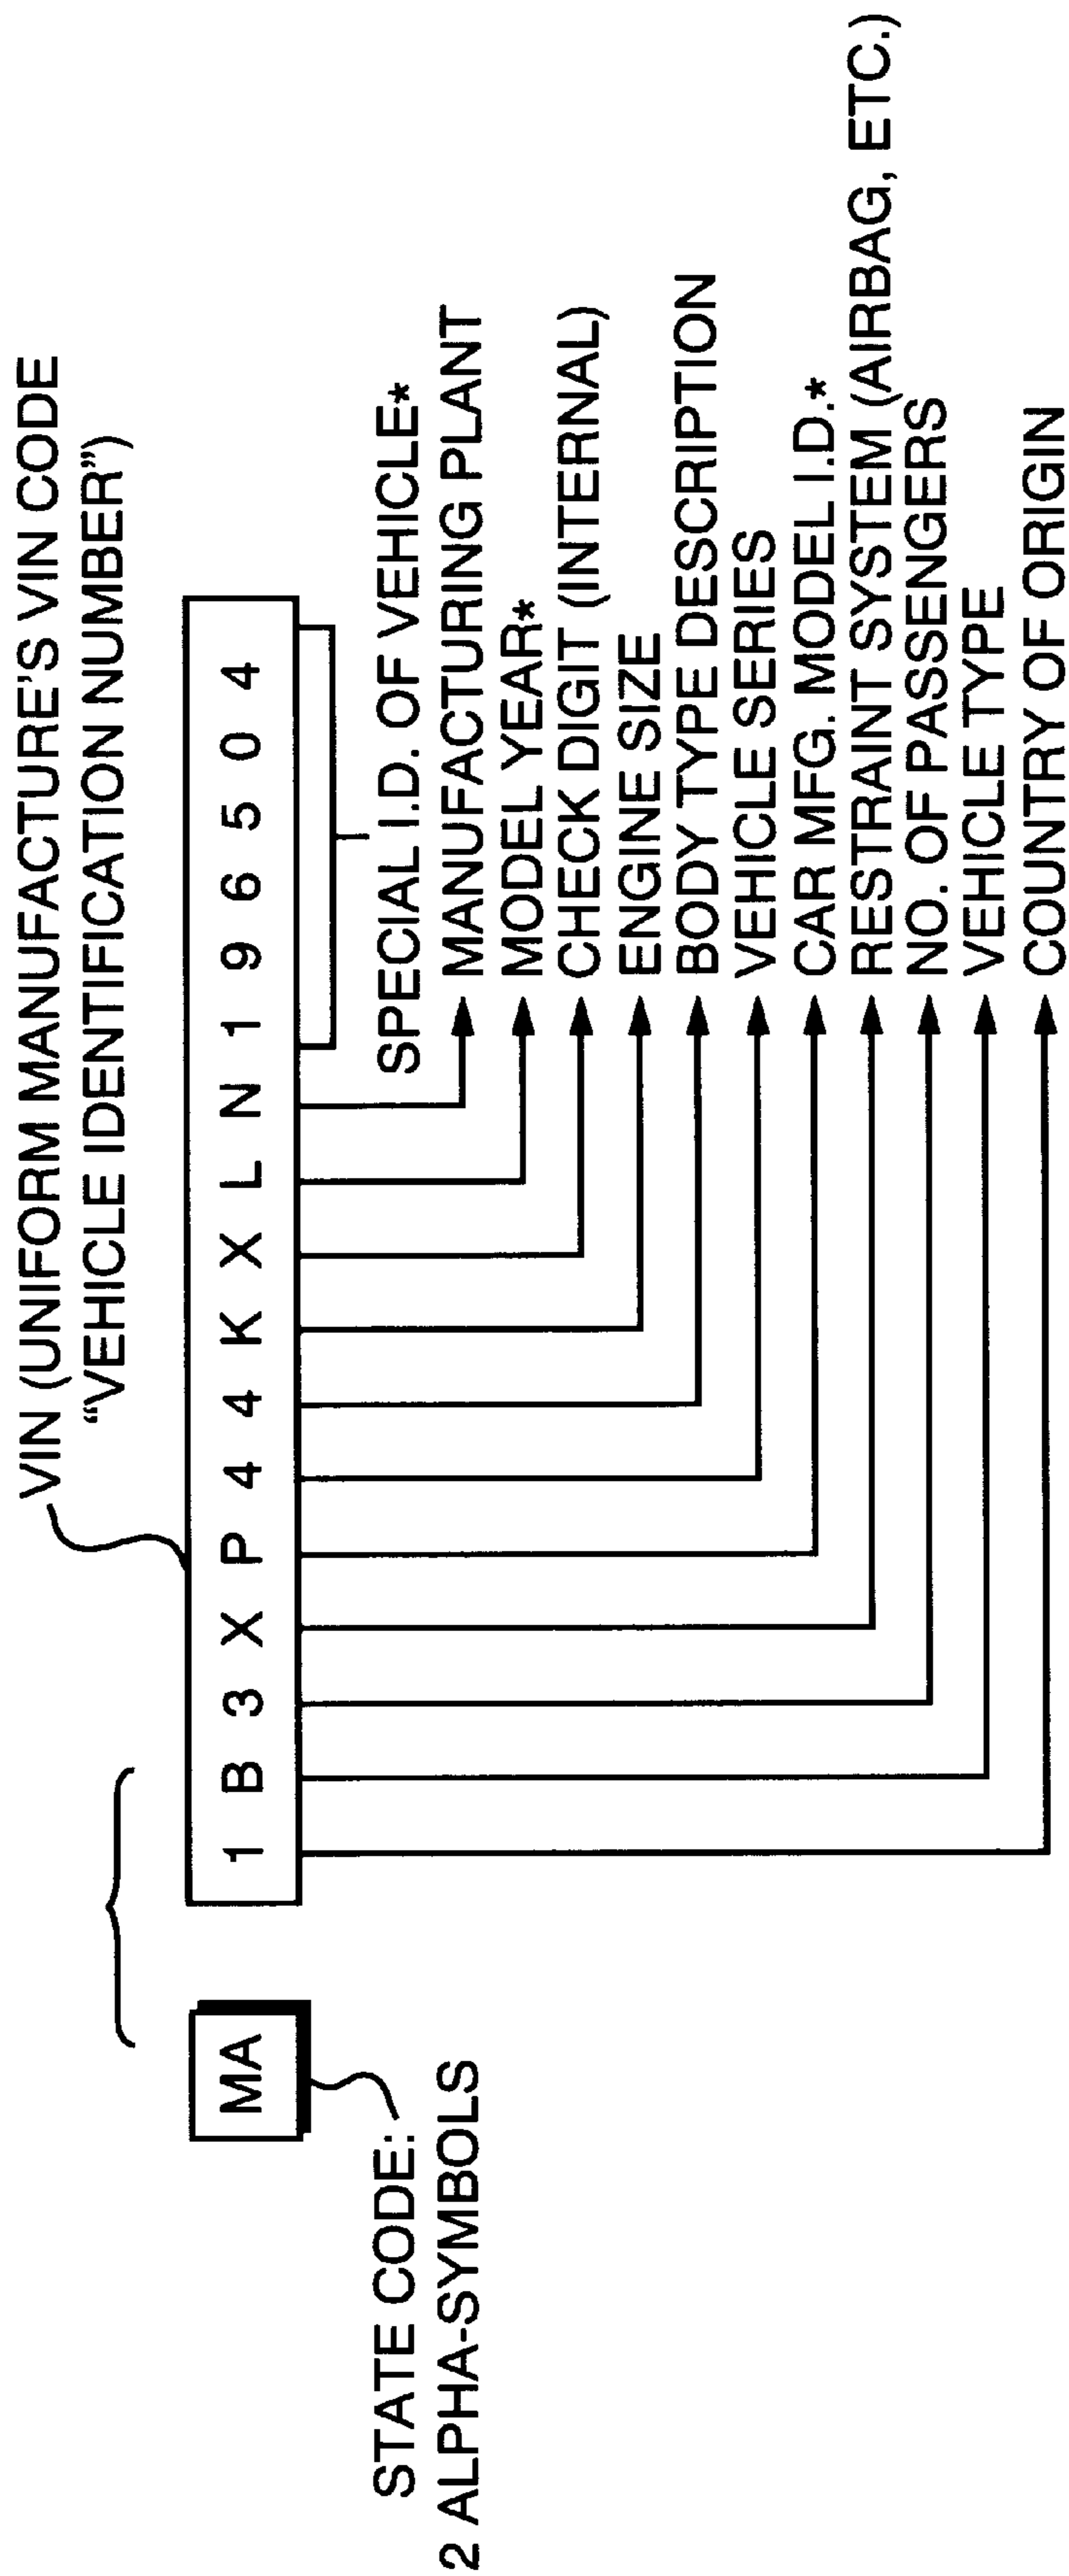 VIN (UNIFORM MANUFACTURE'S VIN CODE
“VEHICLE IDENTIFICATION NUMBER”)
MA
1 B 3 X P 4 4 K X L N 1 9 6 5 0 4
STATE CODE:
2 ALPHA-SYMBOLS
SPECIAL I.D. OF VEHICLE*
MANUFACTURING PLANT
MODEL YEAR*
CHECK DIGIT (INTERNAL)
ENGINE SIZE
BODY TYPE DESCRIPTION
VEHICLE SERIES
CAR MFG. MODEL I.D.*
RESTRAINT SYSTEM (AIRBAG, ETC.)
NO. OF PASSENGERS
VEHICLE TYPE
COUNTRY OF ORIGIN